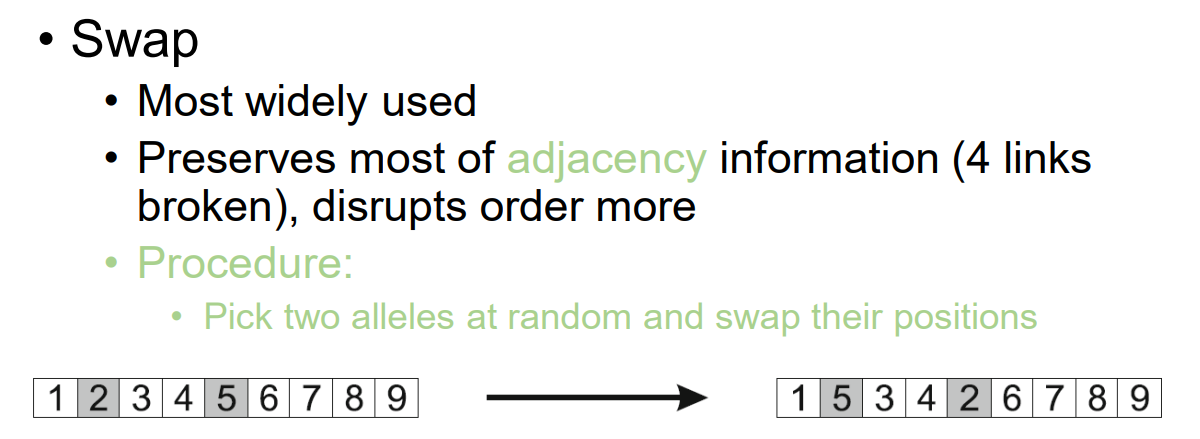 • Swap
• Most widely used
• Preserves most of adjacency information (4 links
broken), disrupts order more
• Procedure:
• Pick two alleles at random and swap their positions
1 2 3 4 5 6 7 8 9
1 5 3 4 2 6 7 8 9